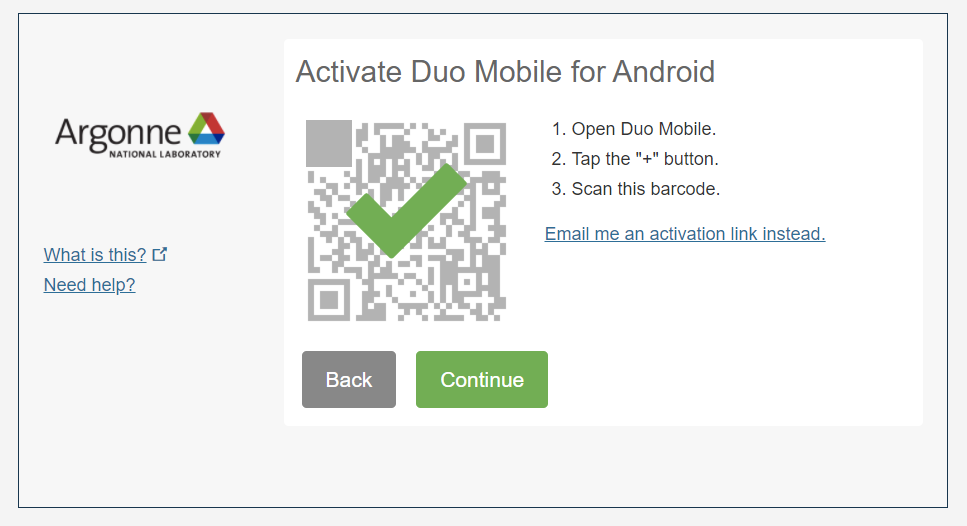 Activate Duo Mobile for Android
Argonne
NATIONAL LABORATORY
1. Open Duo Mobile.
2. Tap the "+" button.
3. Scan this barcode.
Email me an activation link instead.
What is this?
Need help?
Back
Continue